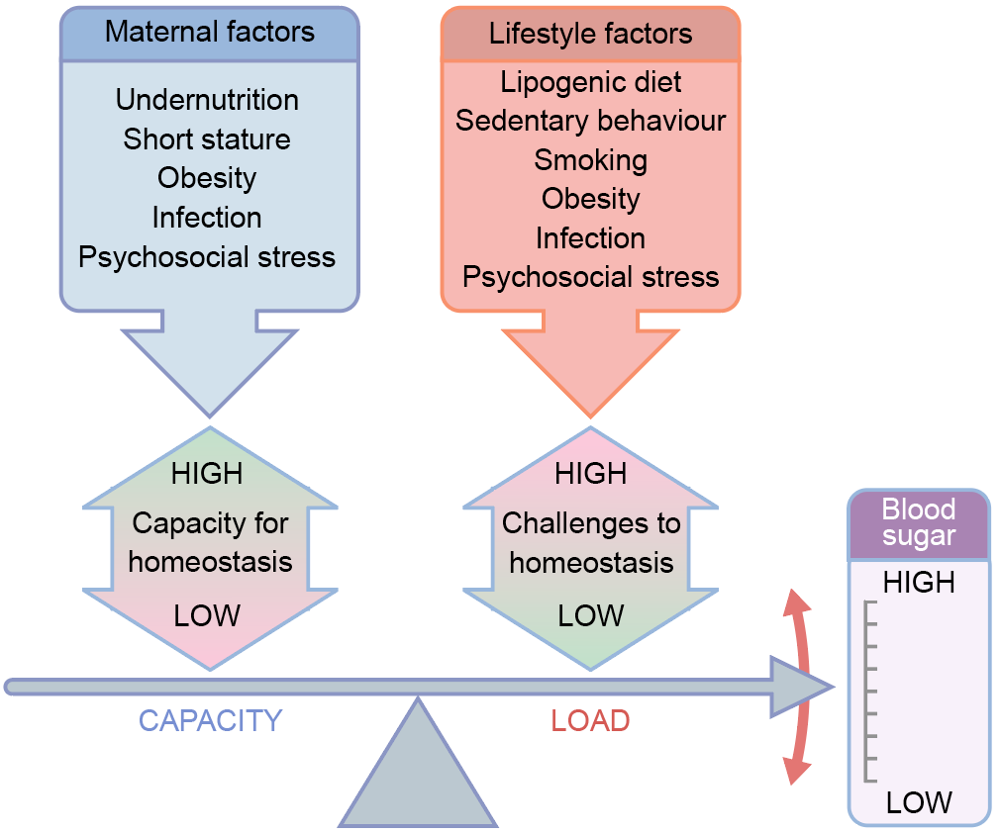 Maternal factors
Undernutrition
Short stature
Obesity
Infection
Psychosocial stress
Lifestyle factors
Lipogenic diet
Sedentary behaviour
Smoking
Obesity
Infection
Psychosocial stress
HIGH
Capacity for
homeostasis
LOW
HIGH
Challenges to
homeostasis
LOW
CAPACITY
LOAD
Blood
sugar
HIGH
LOW